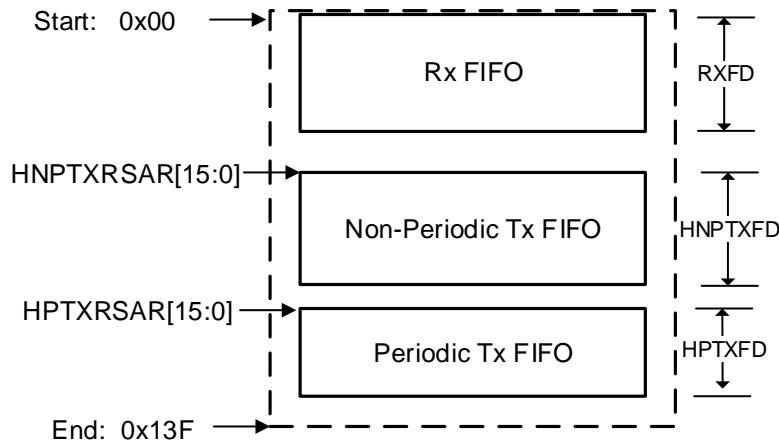 Start: 0x00
Rx FIFO
RXFD
HNPTXRSAR[15:0]
Non-Periodic Tx FIFO
HNPTXFD
HPTXRSAR[15:0]
Periodic Tx FIFO
HPTXFD
End: 0x13F